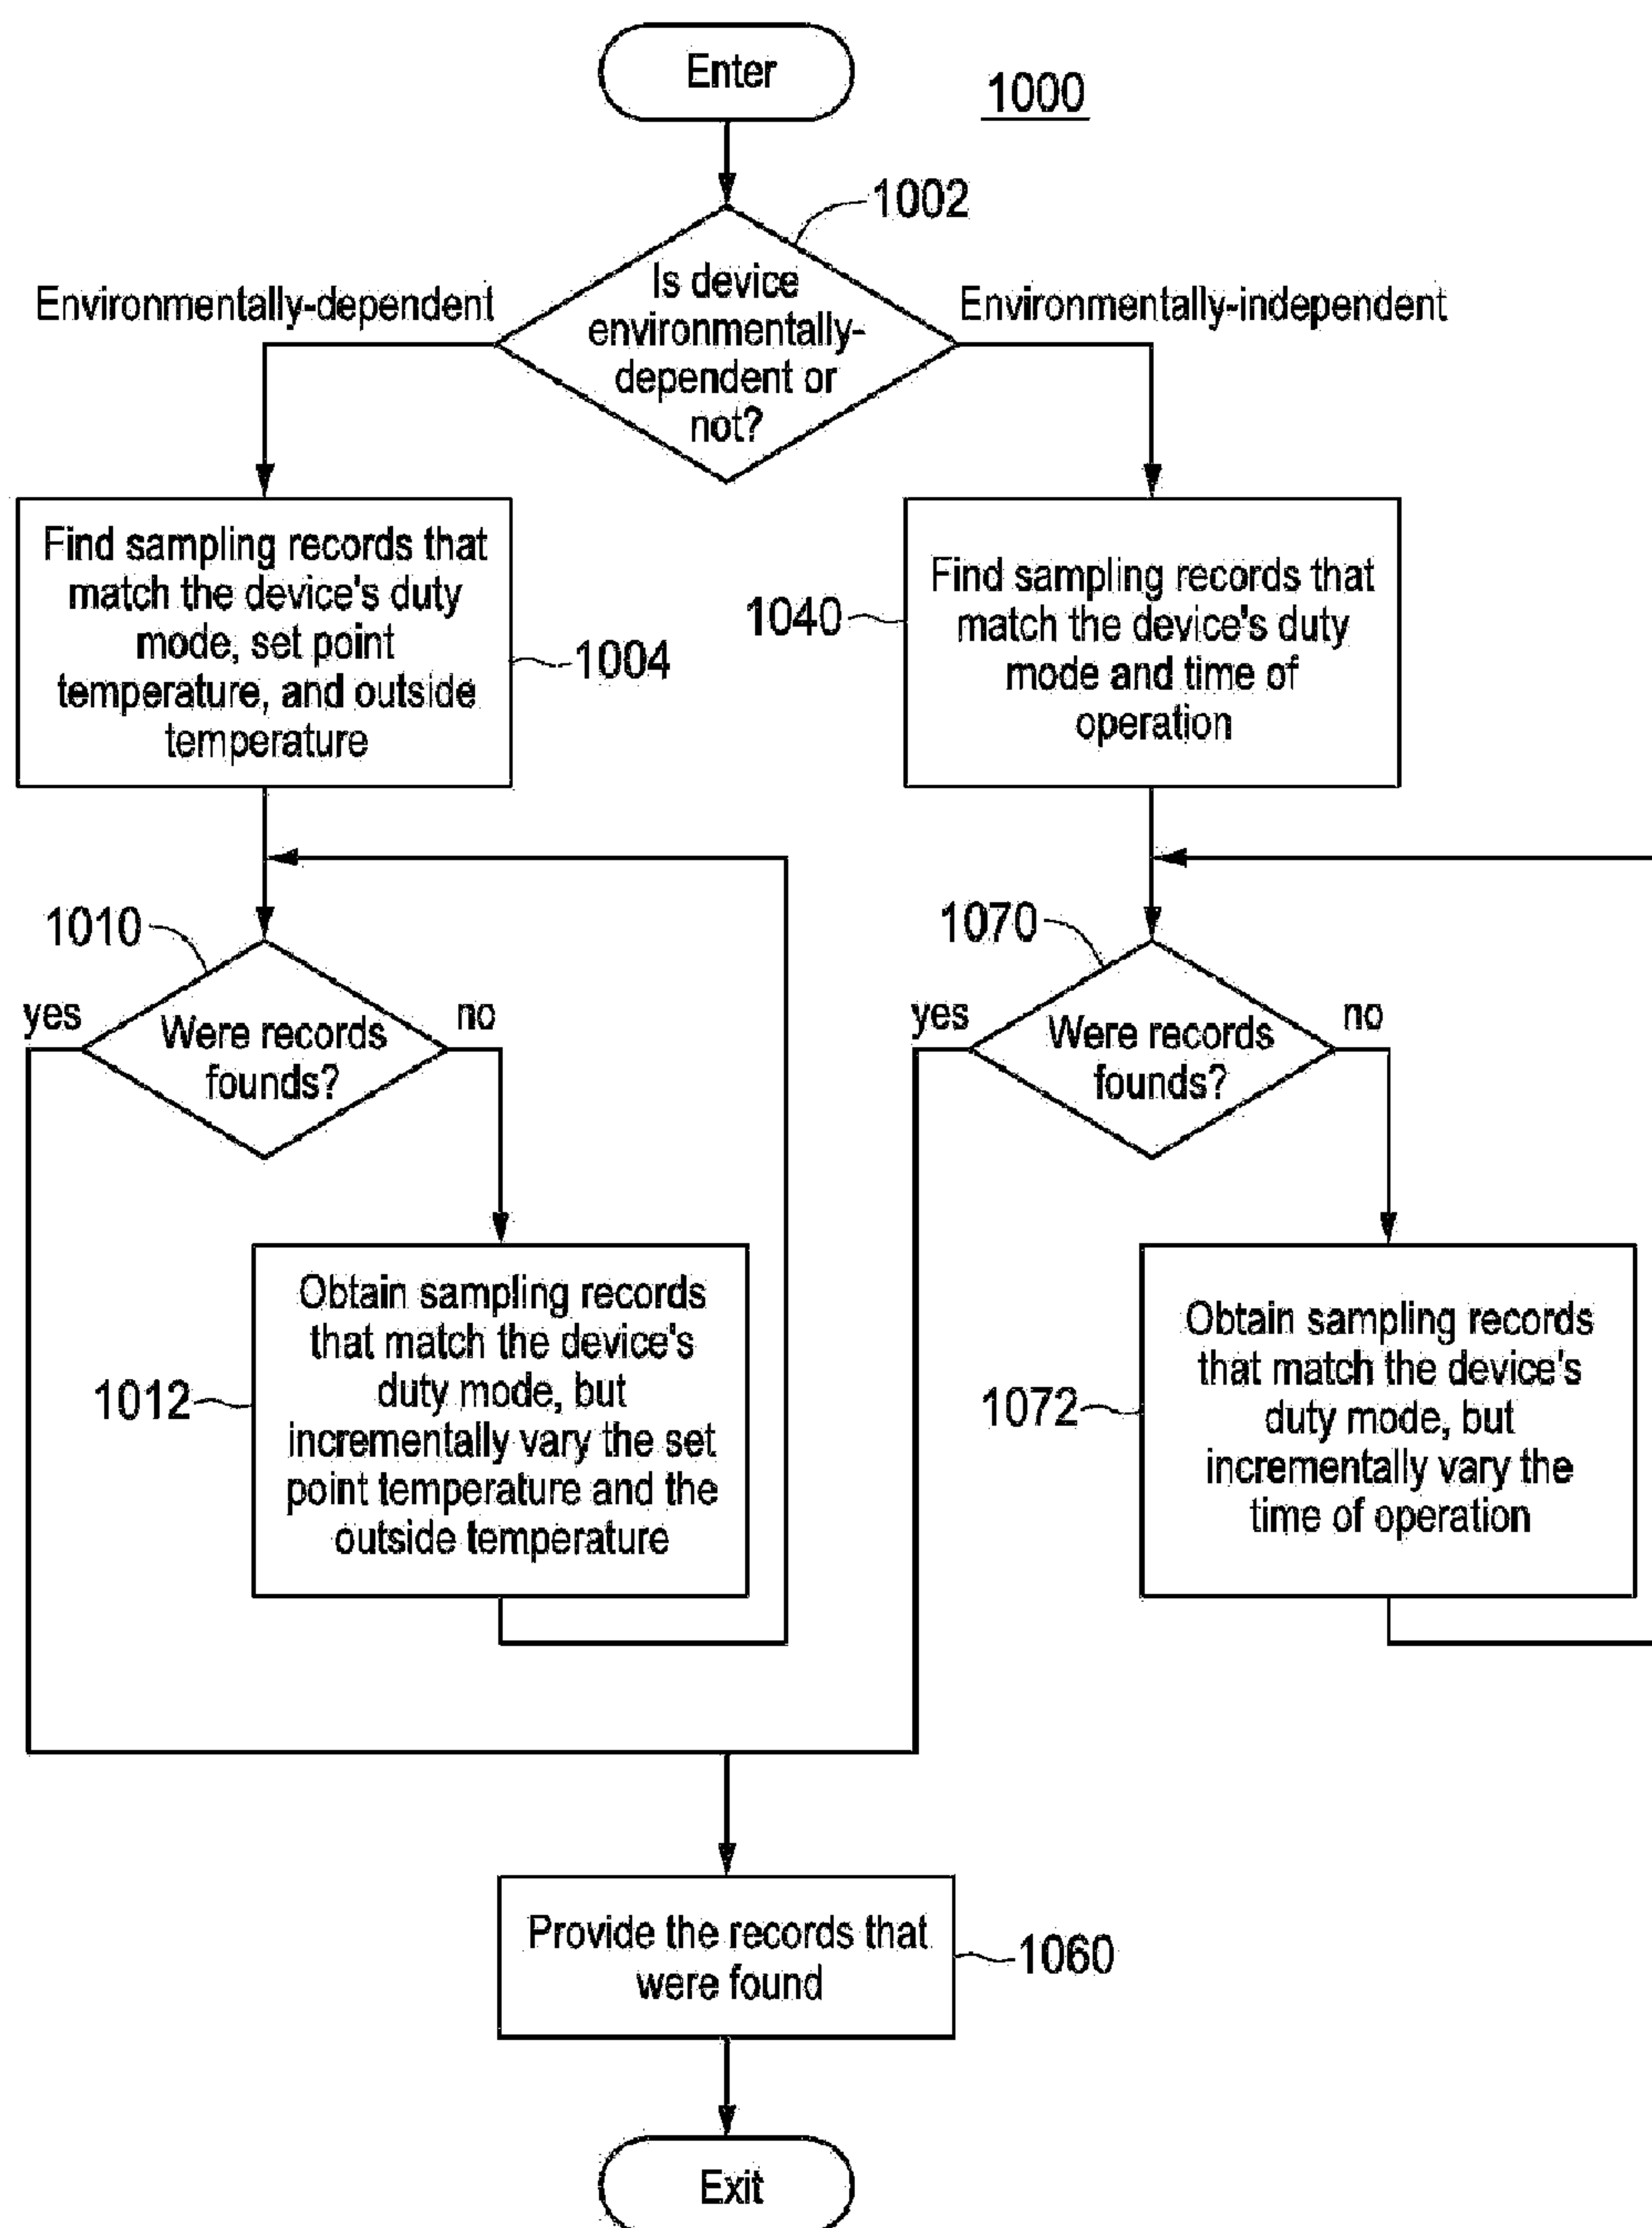 Enter
1000
1002
Is device
environmentally-
dependent or
not?
Environmentally-dependent
Environmentally-independent
Find sampling records that
match the device's duty
mode, set point
temperature, and outside
temperature
1004
1040
Find sampling records that
match the device's duty
mode and time of
operation
1010
yes
Were records
founds?
no
1070
yes
Were records
founds?
no
1012
Obtain sampling records
that match the device's
duty mode, but
incrementally vary the set
point temperature and the
outside temperature
1072
Obtain sampling records
that match the device's
duty mode, but
incrementally vary the
time of operation
Provide the records that
were found
1060
Exit